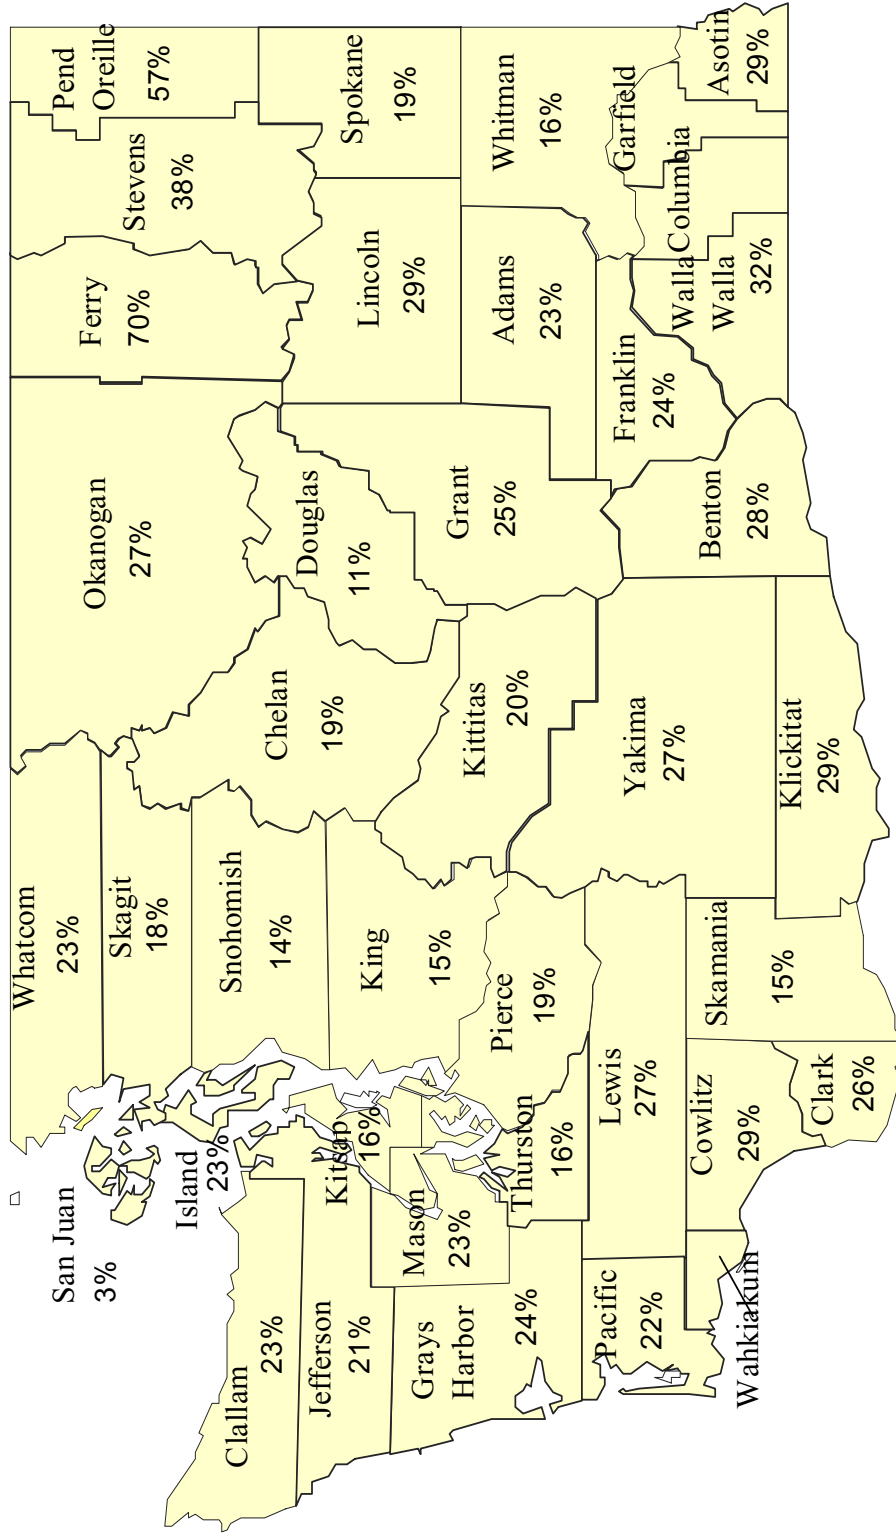 Whatcom
23%
San Juan
3%
Skagit
18%
Island
23%
Snohomish
14%
Clallam
23%
Jefferson
21%
Kitsap
16%
King
15%
Mason
23%
Grays
Harbor
24%
Pierce
19%
Thurston
16%
Pacific
22%
Lewis
27%
Wahkiakum
Cowlitz
29%
Clark
26%
Skamania
15%
Okanogan
27%
Chelan
19%
Douglas
11%
Kittitas
20%
Grant
25%
Yakima
27%
Klickitat
29%
Benton
28%
Ferry
70%
Stevens
38%
Pend
Oreille
57%
Lincoln
29%
Spokane
19%
Adams
23%
Whitman
16%
Franklin
24%
Walla
Walla
32%
Columbia
Garfield
Asotin
29%